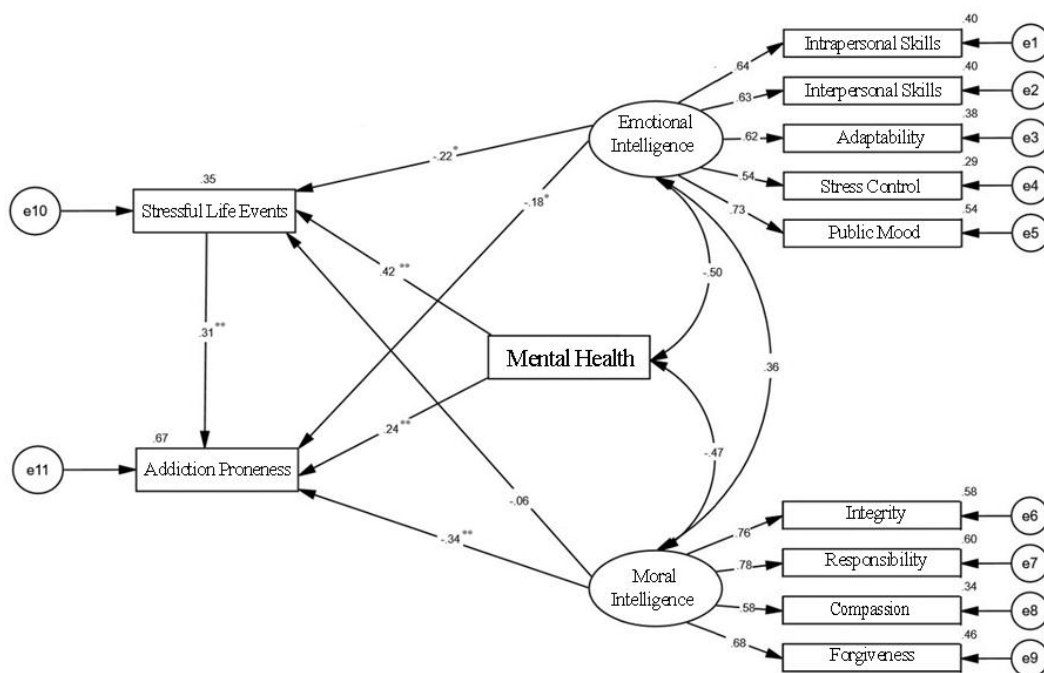 .40
Intrapersonal Skills
e1
.64
.40
Interpersonal Skills
e2
.63
.38
Emotional
Intelligence
.62
Adaptability
e3
.29
.54
Stress Control
e4
.54
.73
Public Mood
e5
-.22*
-.18*
.35
e10
Stressful Life Events
.42 **
-.50
.31**
Mental Health
.36
.24**
-.47
.67
e11
Addiction Proneness
-.06
-.34**
.58
Integrity
e6
.76
.60
Responsibility
e7
.78
Moral
Intelligence
.34
.58
Compassion
e8
.46
.68
Forgiveness
e9